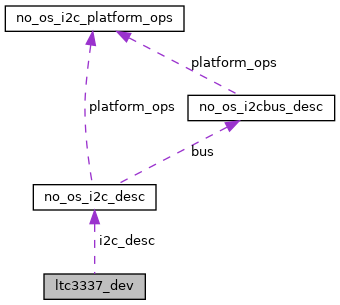 no_os_i2c_platform_ops
platform_ops
no_os_i2cbus_desc
platform_ops
bus
no_os_i2c_desc
i2c_desc
ltc3337_dev